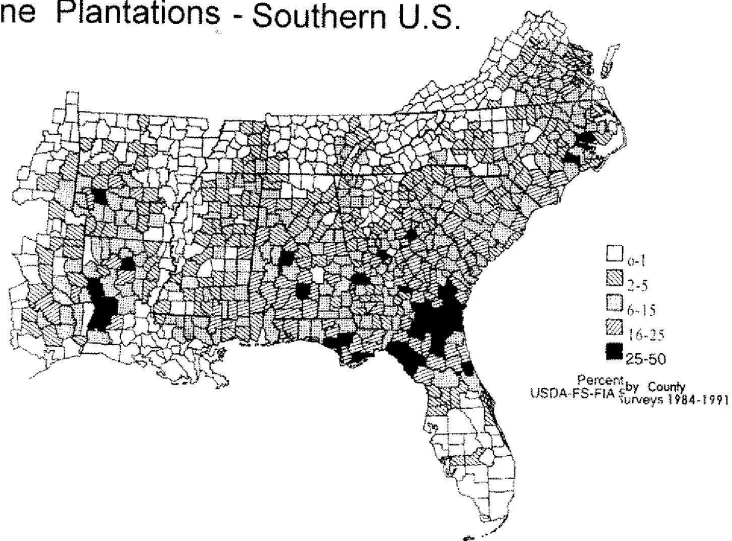 ne Plantations - Southern U.S.
0-1
2-5
6-15
16-25
25-50
Percent by County
USDA-FS-FIA Surveys 1984-1991